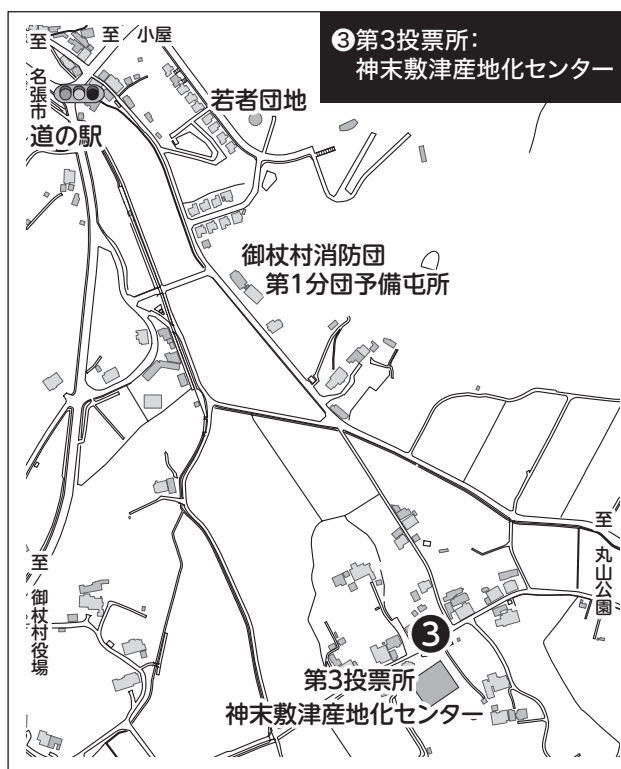 ❸第3投票所：
神末敷津産地化センター
至 名張市
至 小屋
道の駅
若者団地
御杖村消防団
第1分団予備屯所
至 丸山公園
至 御杖村役場
❸
第3投票所
神末敷津産地化センター